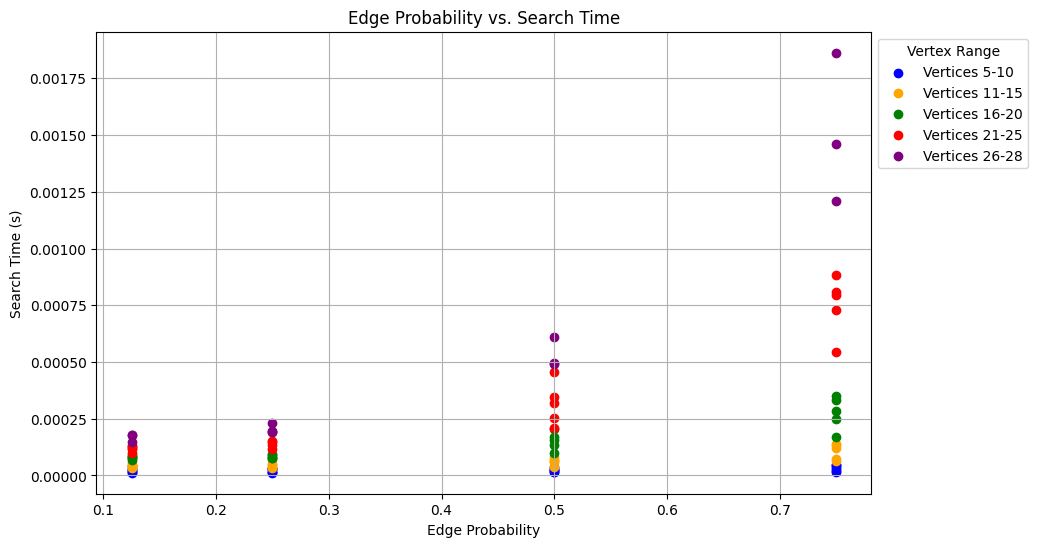 Edge Probability vs. Search Time
Search Time (s)
0.00175
0.00150
0.00125
0.00100
0.00075
0.00050
0.00025
0.00000
0.1
0.2
0.3
0.4
0.5
0.6
0.7
Edge Probability
Vertex Range
Vertices 5-10
Vertices 11-15
Vertices 16-20
Vertices 21-25
Vertices 26-28